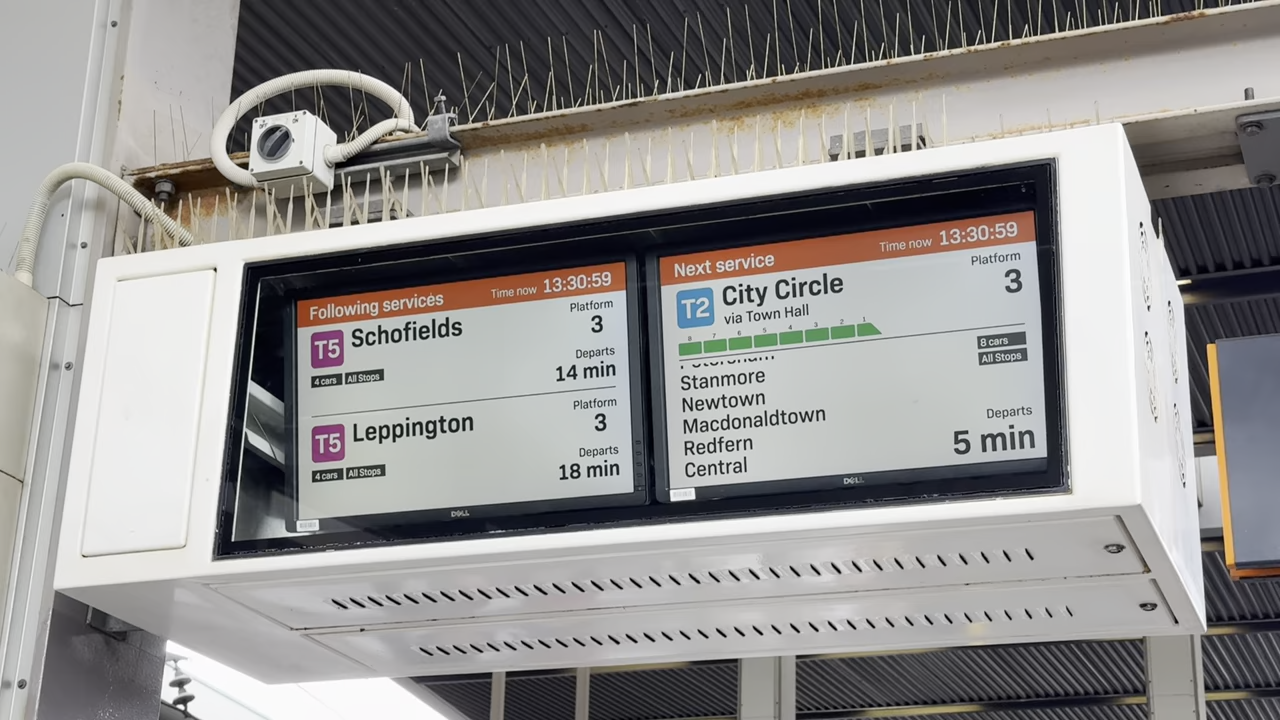 Following services Time now 13:30:59
T5 Schofields Platform 3
4 cars All Stops Departs 14 min
T5 Leppington Platform 3
4 cars All Stops Departs 18 min
DELL
Next service Time now 13:30:59
T2 City Circle Platform 3
via Town Hall
8 7 6 5 4 3 2 1
8 cars
All Stops
Stanmore
Newtown
Macdonaldtown
Redfern
Central
Departs
5 min
DELL